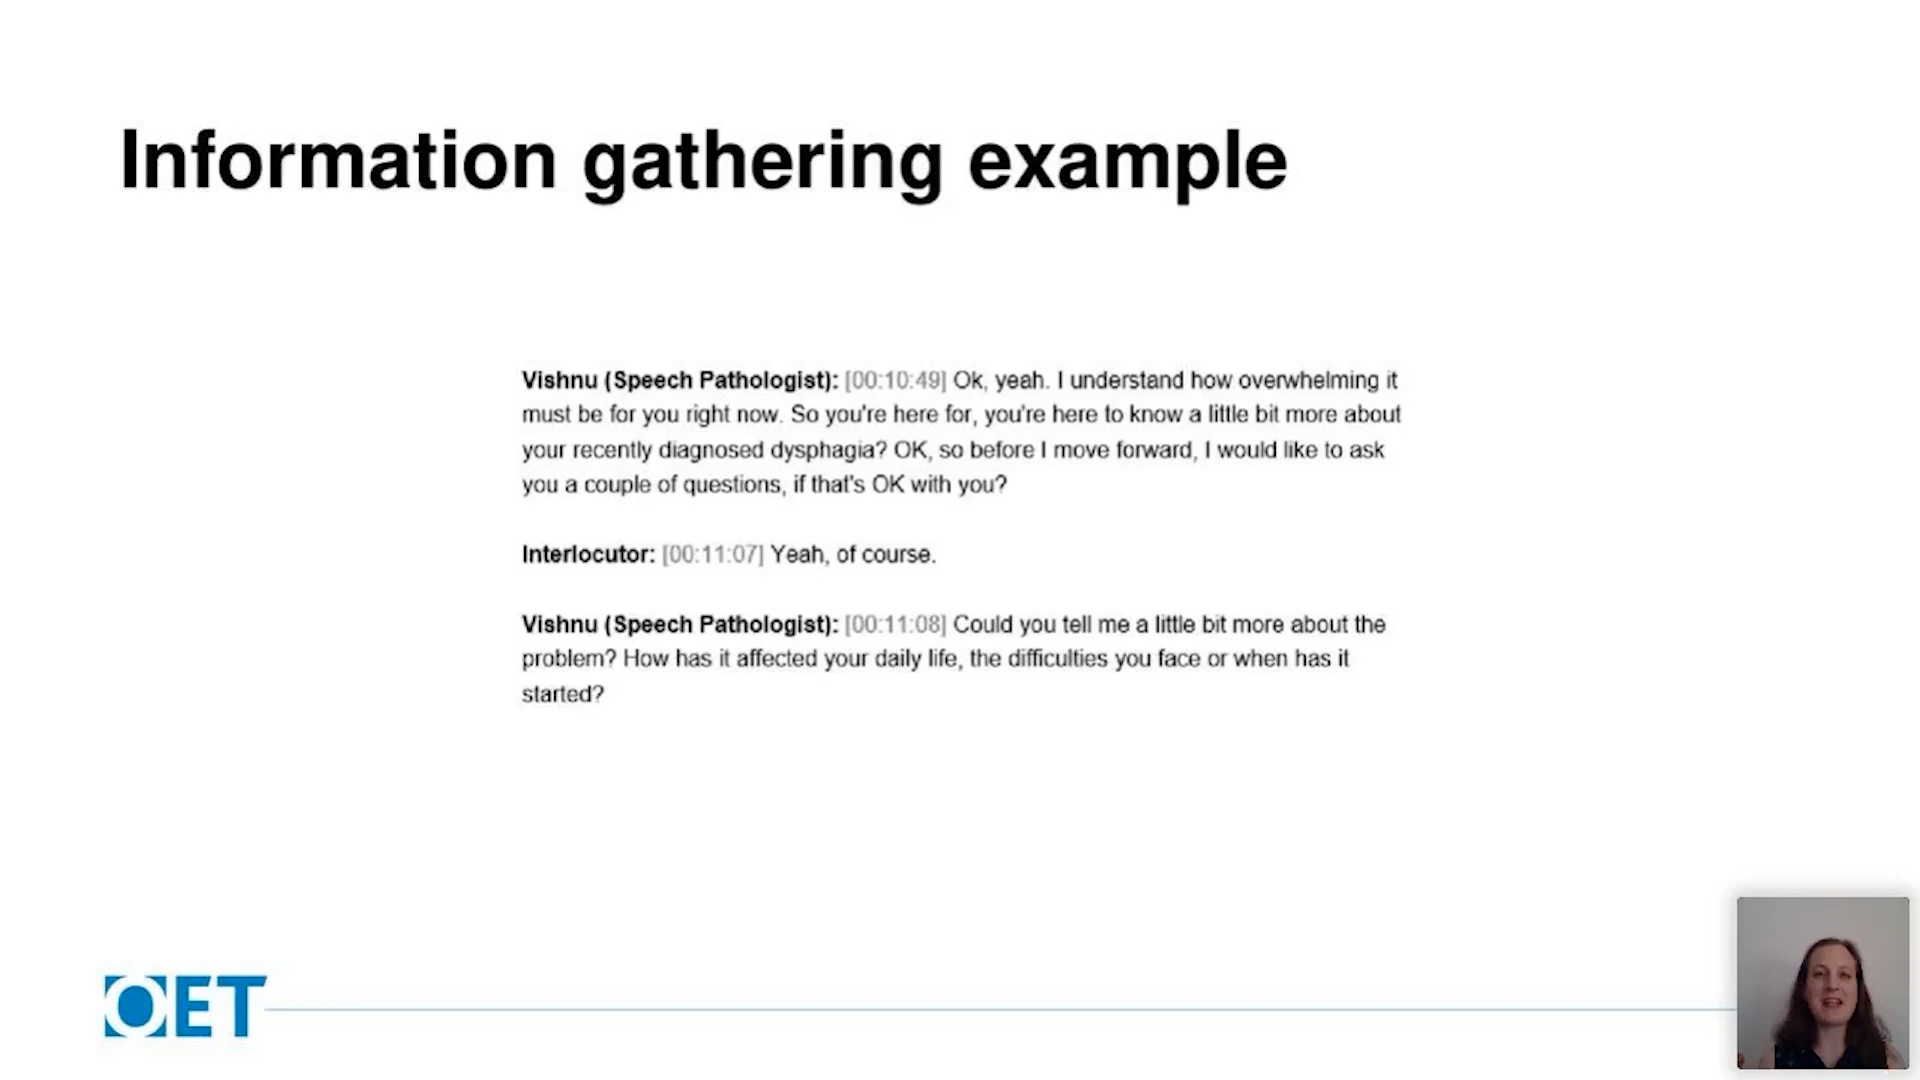 Information gathering example
Vishnu (Speech Pathologist): [00:10:49] Ok, yeah. I understand how overwhelming it
must be for you right now. So you're here for, you're here to know a little bit more about
your recently diagnosed dysphagia? OK, so before I move forward, I would like to ask
you a couple of questions, if that's OK with you?
Interlocutor: [00:11:07] Yeah, of course.
Vishnu (Speech Pathologist): [00:11:08] Could you tell me a little bit more about the
problem? How has it affected your daily life, the difficulties you face or when has it
started?
OET